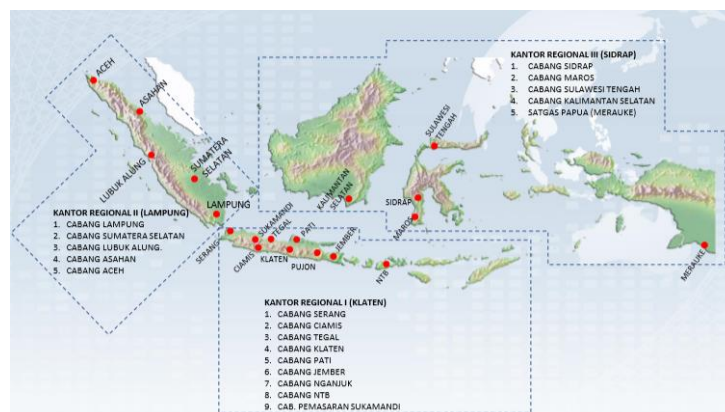 ACEH
ASAHAN
LUBUK ALUNG
SUMATERA
SELATAN
LAMPUNG
KANTOR REGIONAL II (LAMPUNG)
1. CABANG LAMPUNG
2. CABANG SUMATERA SELATAN
3. CABANG LUBUK ALUNG.
4. CABANG ASAHAN
5. CABANG ACEH
KANTOR REGIONAL III (SIDRAP)
1. CABANG SIDRAP
2. CABANG MAROS
3. CABANG SULAWESI TENGAH
4. CABANG KALIMANTAN SELATAN
5. SATGAS PAPUA (MERAUKE)
SULAWESI
TENGAH
KALIMANTAN
SELATAN
SIDRAP
MAROS
MERAUKE
SERANG
SUKAMANDI
CIAMIS
TEGAL
KLATEN
PATI
PUJON
JEMBER
NTB
KANTOR REGIONAL I (KLATEN)
1. CABANG SERANG
2. CABANG CIAMIS
3. CABANG TEGAL
4. CABANG KLATEN
5. CABANG PATI
6. CABANG JEMBER
7. CABANG NGANJUK
8. CABANG NTB
9. CAB. PEMASARAN SUKAMANDI